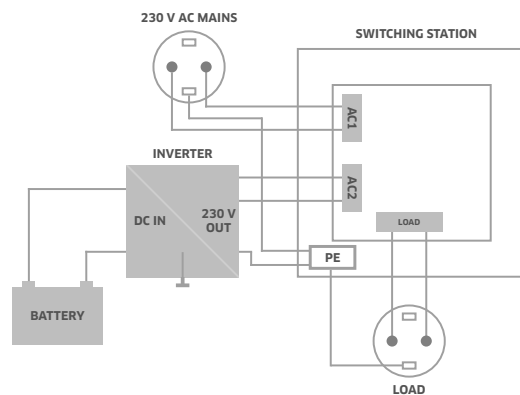 230 V AC MAINS
SWITCHING STATION
AC1
INVERTER
AC2
DC IN
230 V
OUT
LOAD
PE
BATTERY
LOAD